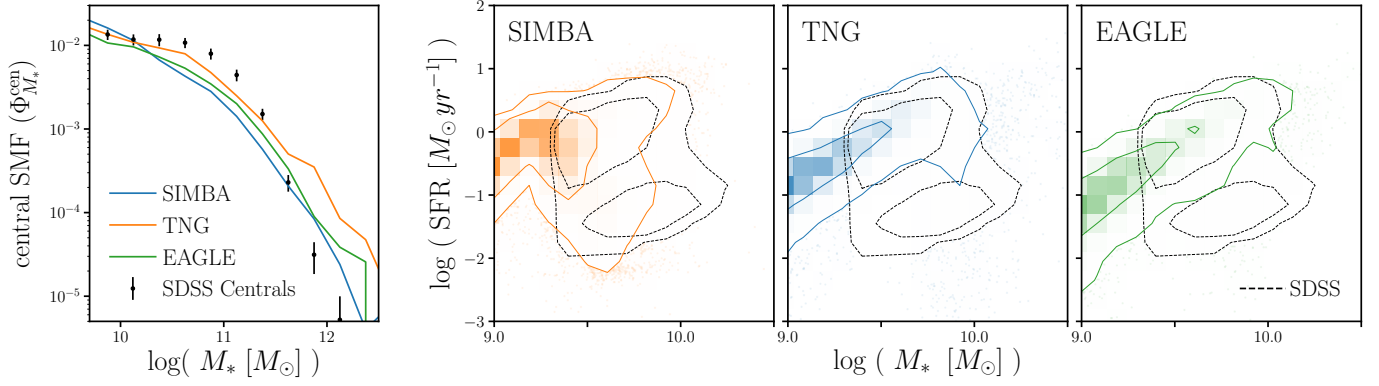 central SMF (Φ^cen_M*)
10⁻²
10⁻³
10⁻⁴
10⁻⁵
SIMBA
TNG
EAGLE
SDSS Centrals
10 11 12
log( M* [M⊙] )
log ( SFR [M⊙ yr⁻¹] )
2
1
0
−1
−2
−3
SIMBA
TNG
EAGLE
SDSS
9.0 10.0 9.0 10.0 9.0 10.0
log ( M* [M⊙] )